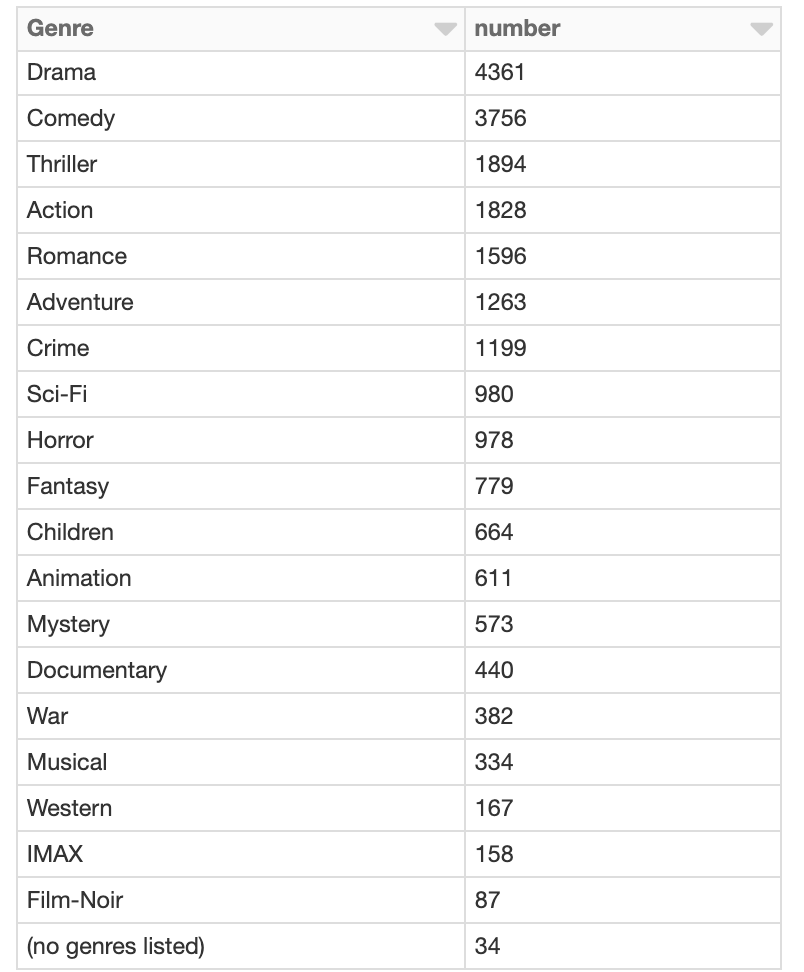 Genre number
Drama 4361
Comedy 3756
Thriller 1894
Action 1828
Romance 1596
Adventure 1263
Crime 1199
Sci-Fi 980
Horror 978
Fantasy 779
Children 664
Animation 611
Mystery 573
Documentary 440
War 382
Musical 334
Western 167
IMAX 158
Film-Noir 87
(no genres listed) 34